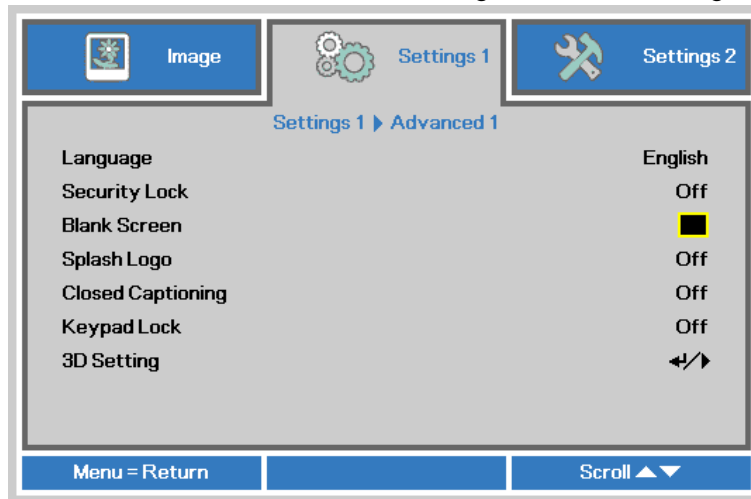 Image
Settings 1
Settings 2
Settings 1 ▶ Advanced 1
Language English
Security Lock Off
Blank Screen
Splash Logo Off
Closed Captioning Off
Keypad Lock Off
3D Setting ↵/▶
Menu = Return Scroll ▲▼